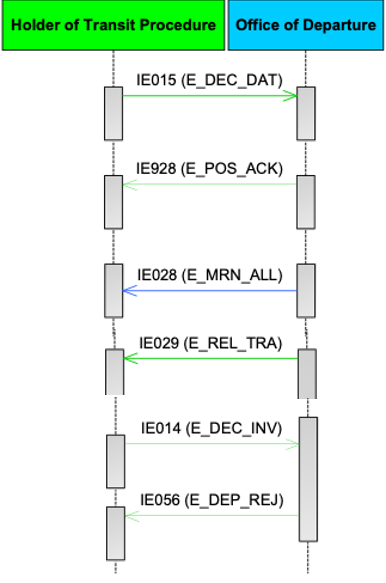 Holder of Transit Procedure Office of Departure
IE015 (E_DEC_DAT)
IE928 (E_POS_ACK)
IE028 (E_MRN_ALL)
IE029 (E_REL_TRA)
IE014 (E_DEC_INV)
IE056 (E_DEP_REJ)